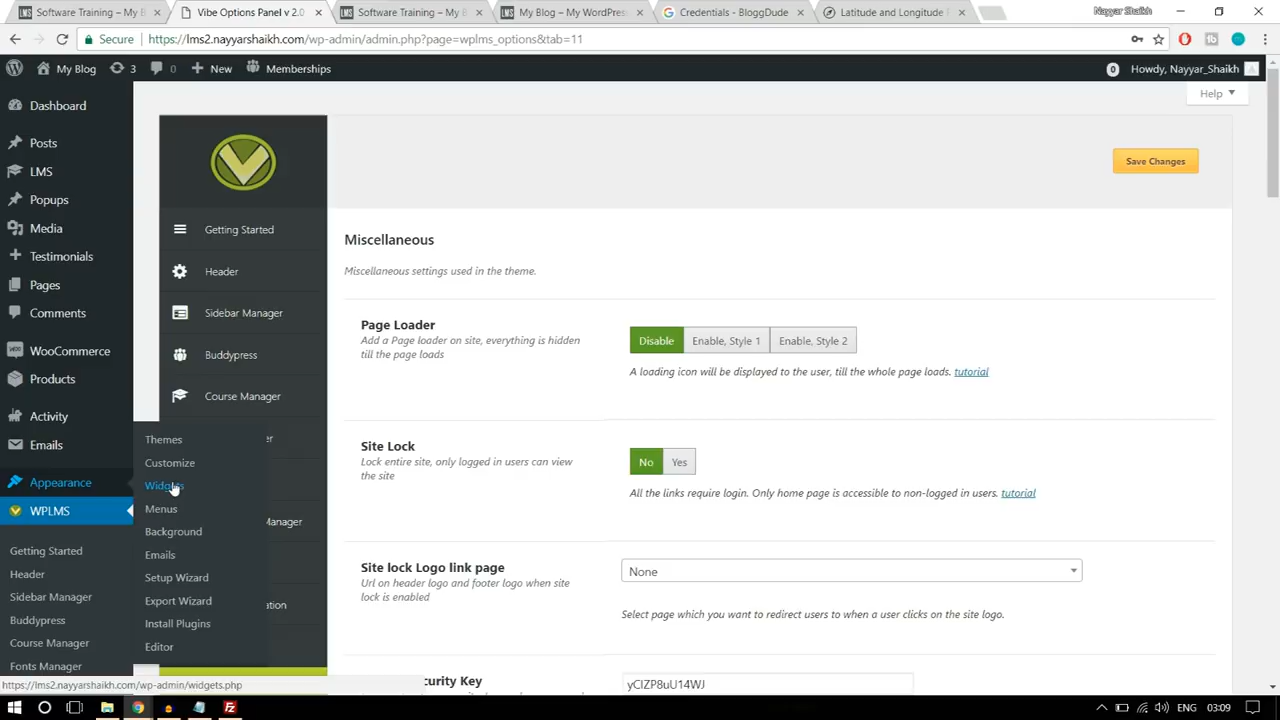 Software Training – My B
Vibe Options Panel v 2.0
Software Training – My B
My Blog – My WordPress
Credentials - BloggDude
Latitude and Longitude F
Nayyar Shaikh
Secure
https://lms2.nayyarshaikh.com/wp-admin/admin.php?page=wplms_options&tab=11
My Blog
3
0
New
Memberships
0
Howdy, Nayyar_Shaikh
Help
Dashboard
Posts
LMS
Popups
Media
Testimonials
Pages
Comments
WooCommerce
Products
Activity
Emails
Appearance
WPLMS
Getting Started
Header
Sidebar Manager
Buddypress
Course Manager
Fonts Manager
Themes
Customize
Widgets
Menus
Background
Emails
Setup Wizard
Export Wizard
Install Plugins
Editor
Getting Started
Header
Sidebar Manager
Buddypress
Course Manager
er
Manager
ation
Save Changes
Miscellaneous
Miscellaneous settings used in the theme.
Page Loader
Add a Page loader on site, everything is hidden
till the page loads
Disable
Enable, Style 1
Enable, Style 2
A loading icon will be displayed to the user, till the whole page loads. tutorial
Site Lock
Lock entire site, only logged in users can view
the site
No
Yes
All the links require login. Only home page is accessible to non-logged in users. tutorial
Site lock Logo link page
Url on header logo and footer logo when site
lock is enabled
None
Select page which you want to redirect users to when a user clicks on the site logo.
curity Key
yCIZP8uU14WJ
https://lms2.nayyarshaikh.com/wp-admin/widgets.php
ENG
03:09